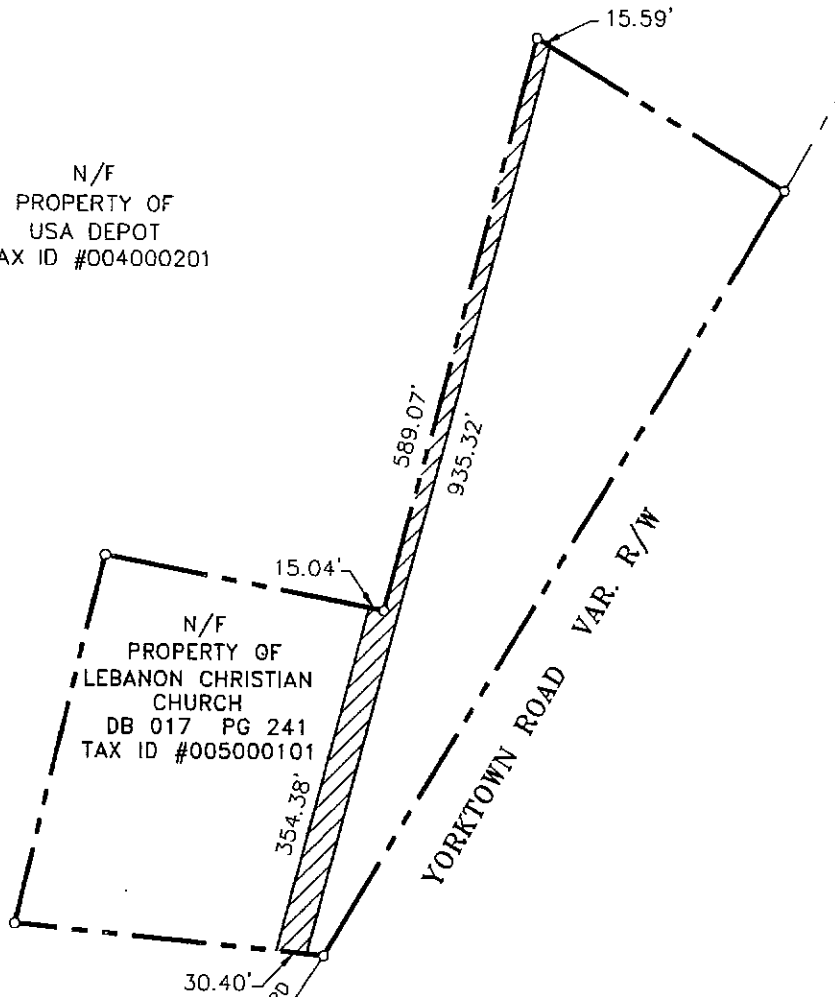 15.59'
N/F
PROPERTY OF
USA DEPOT
AX ID #004000201
589.07'
935.32'
15.04'
N/F
PROPERTY OF
LEBANON CHRISTIAN
CHURCH
DB 017 PG 241
TAX ID #005000101
354.38'
YORKTOWN ROAD VAR. R/W
30.40'